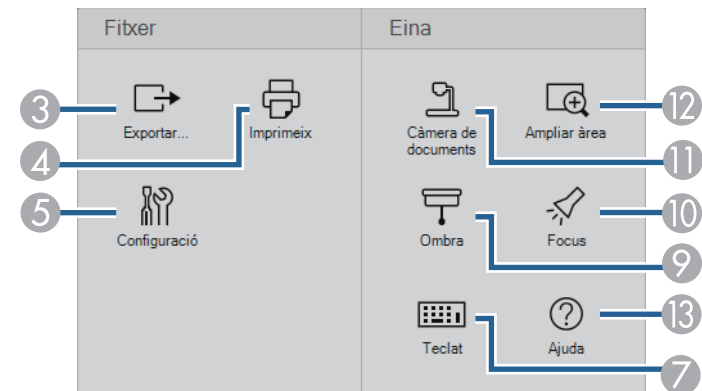 Fitxer
Eina
3
Exportar...
4
Imprimeix
5
Configuració
Càmera de
documents
11
Ampliar àrea
12
Ombra
9
Focus
10
Teclat
7
Ajuda
13